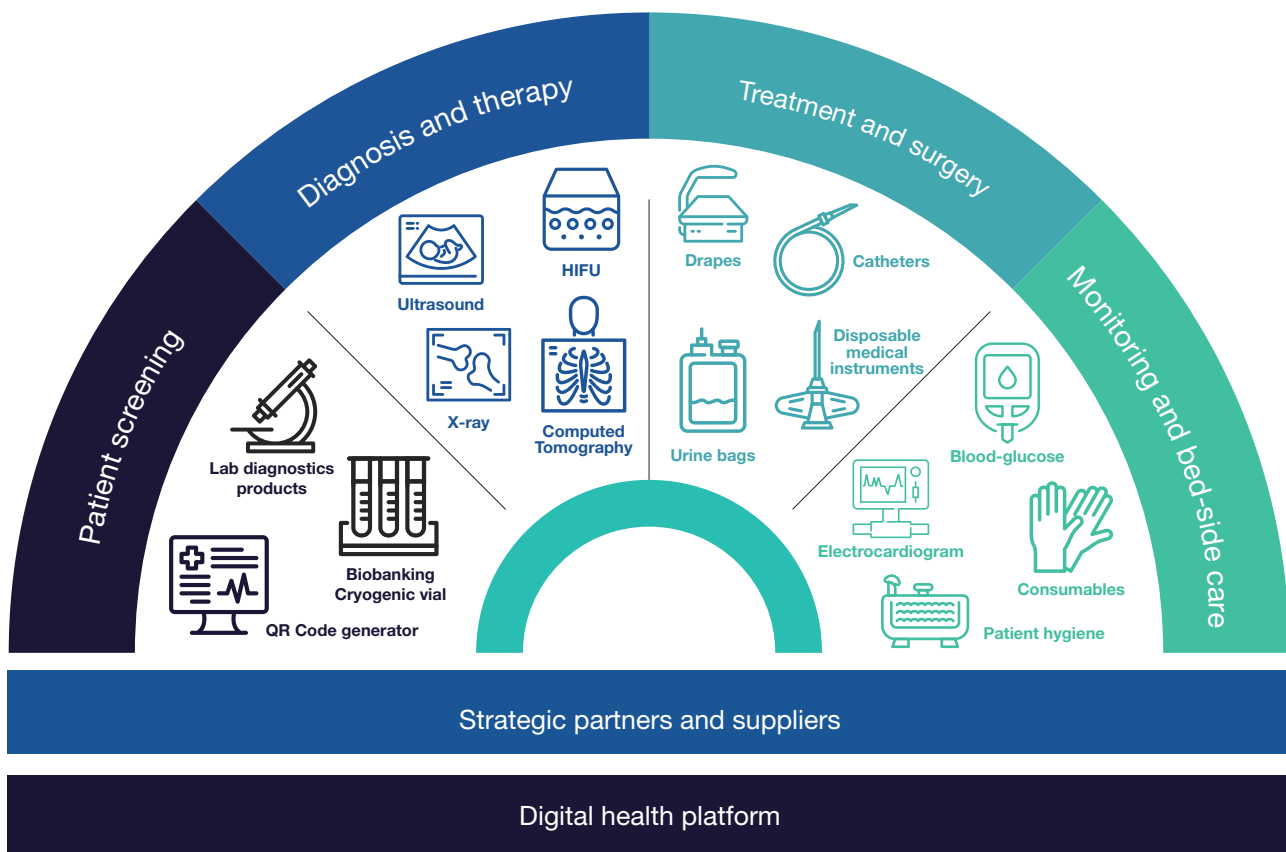 Patient screening
Diagnosis and therapy
Treatment and surgery
Monitoring and bed-side care
Lab diagnostics
products
Biobanking
Cryogenic vial
QR Code generator
Ultrasound
HIFU
X-ray
Computed
Tomography
Drapes
Catheters
Urine bags
Disposable
medical
instruments
Blood-glucose
Electrocardiogram
Consumables
Patient hygiene
Strategic partners and suppliers
Digital health platform